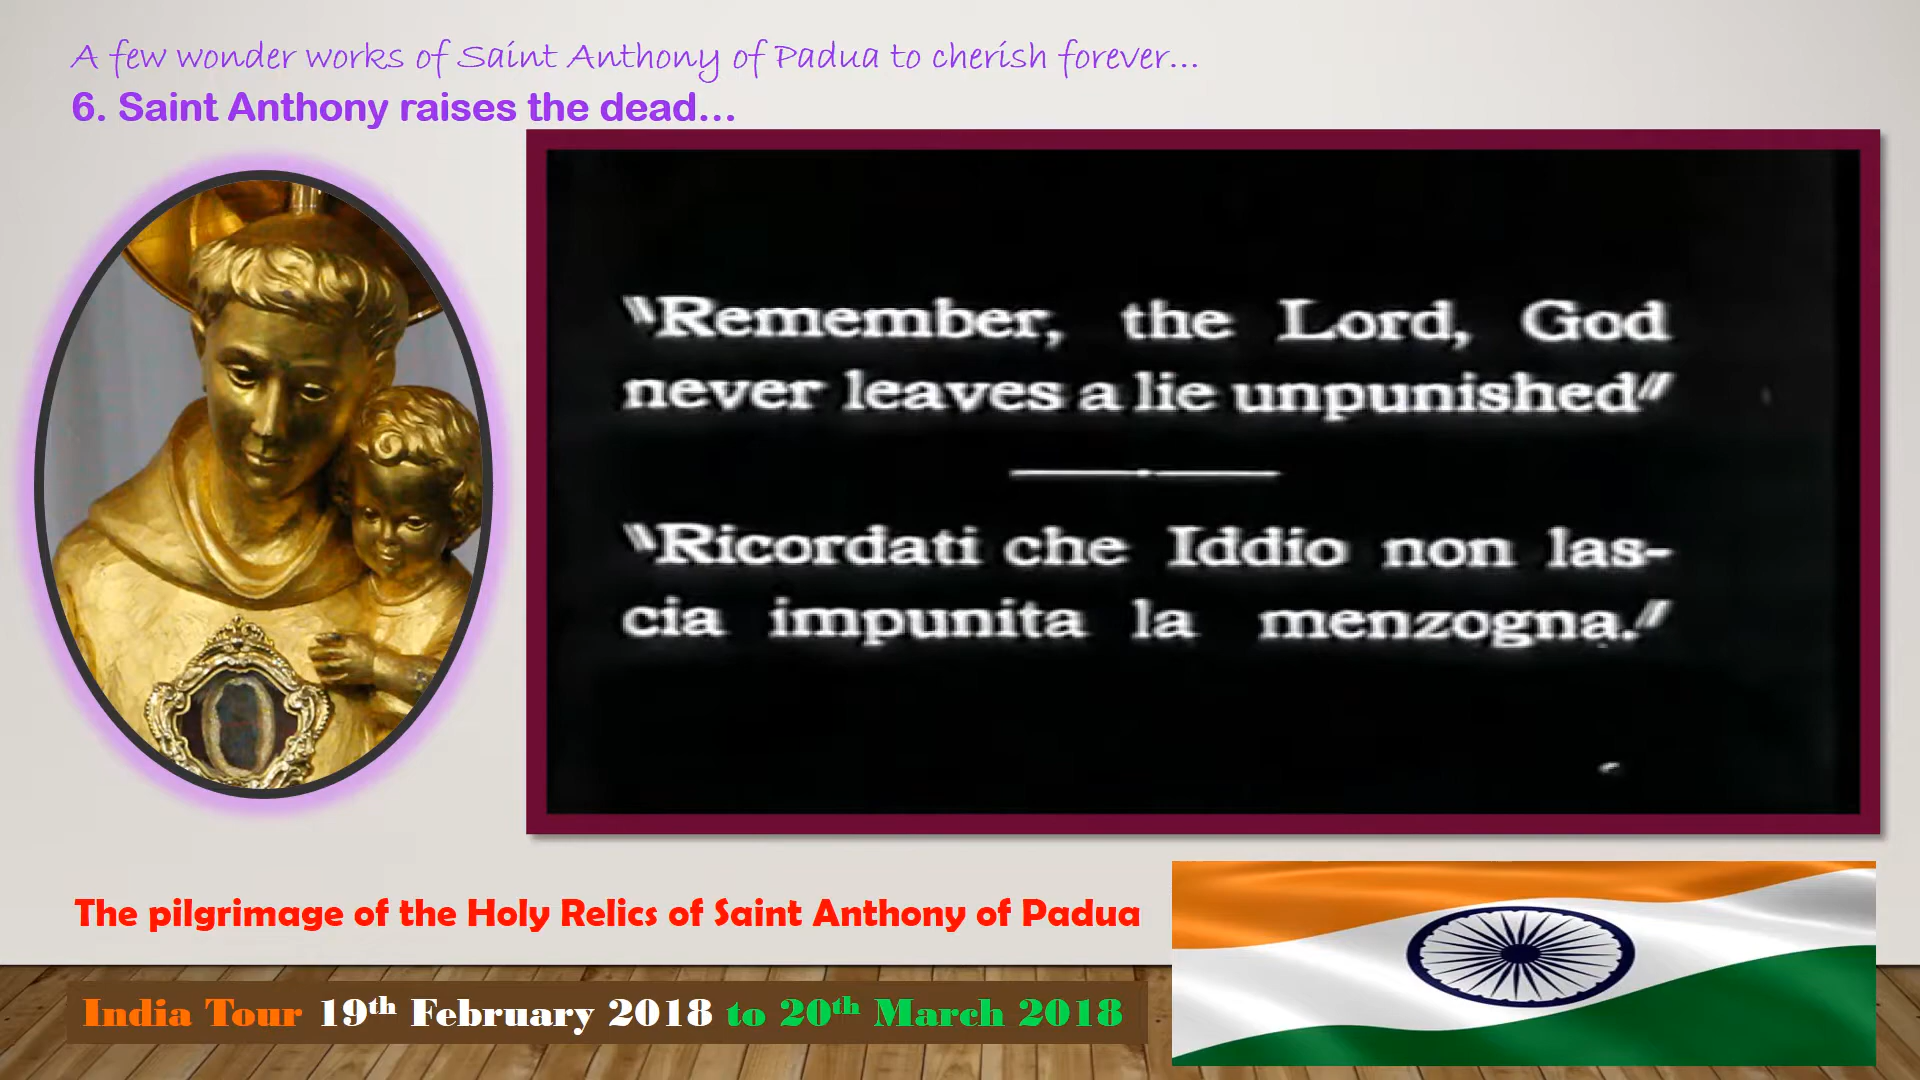 A few wonder works of Saint Anthony of Padua to cherish forever...
6. Saint Anthony raises the dead...
"Remember, the Lord, God
never leaves a lie unpunished"
"Ricordati che Iddio non las-
cia impunita la menzogna."
The pilgrimage of the Holy Relics of Saint Anthony of Padua
India Tour 19th February 2018 to 20th March 2018